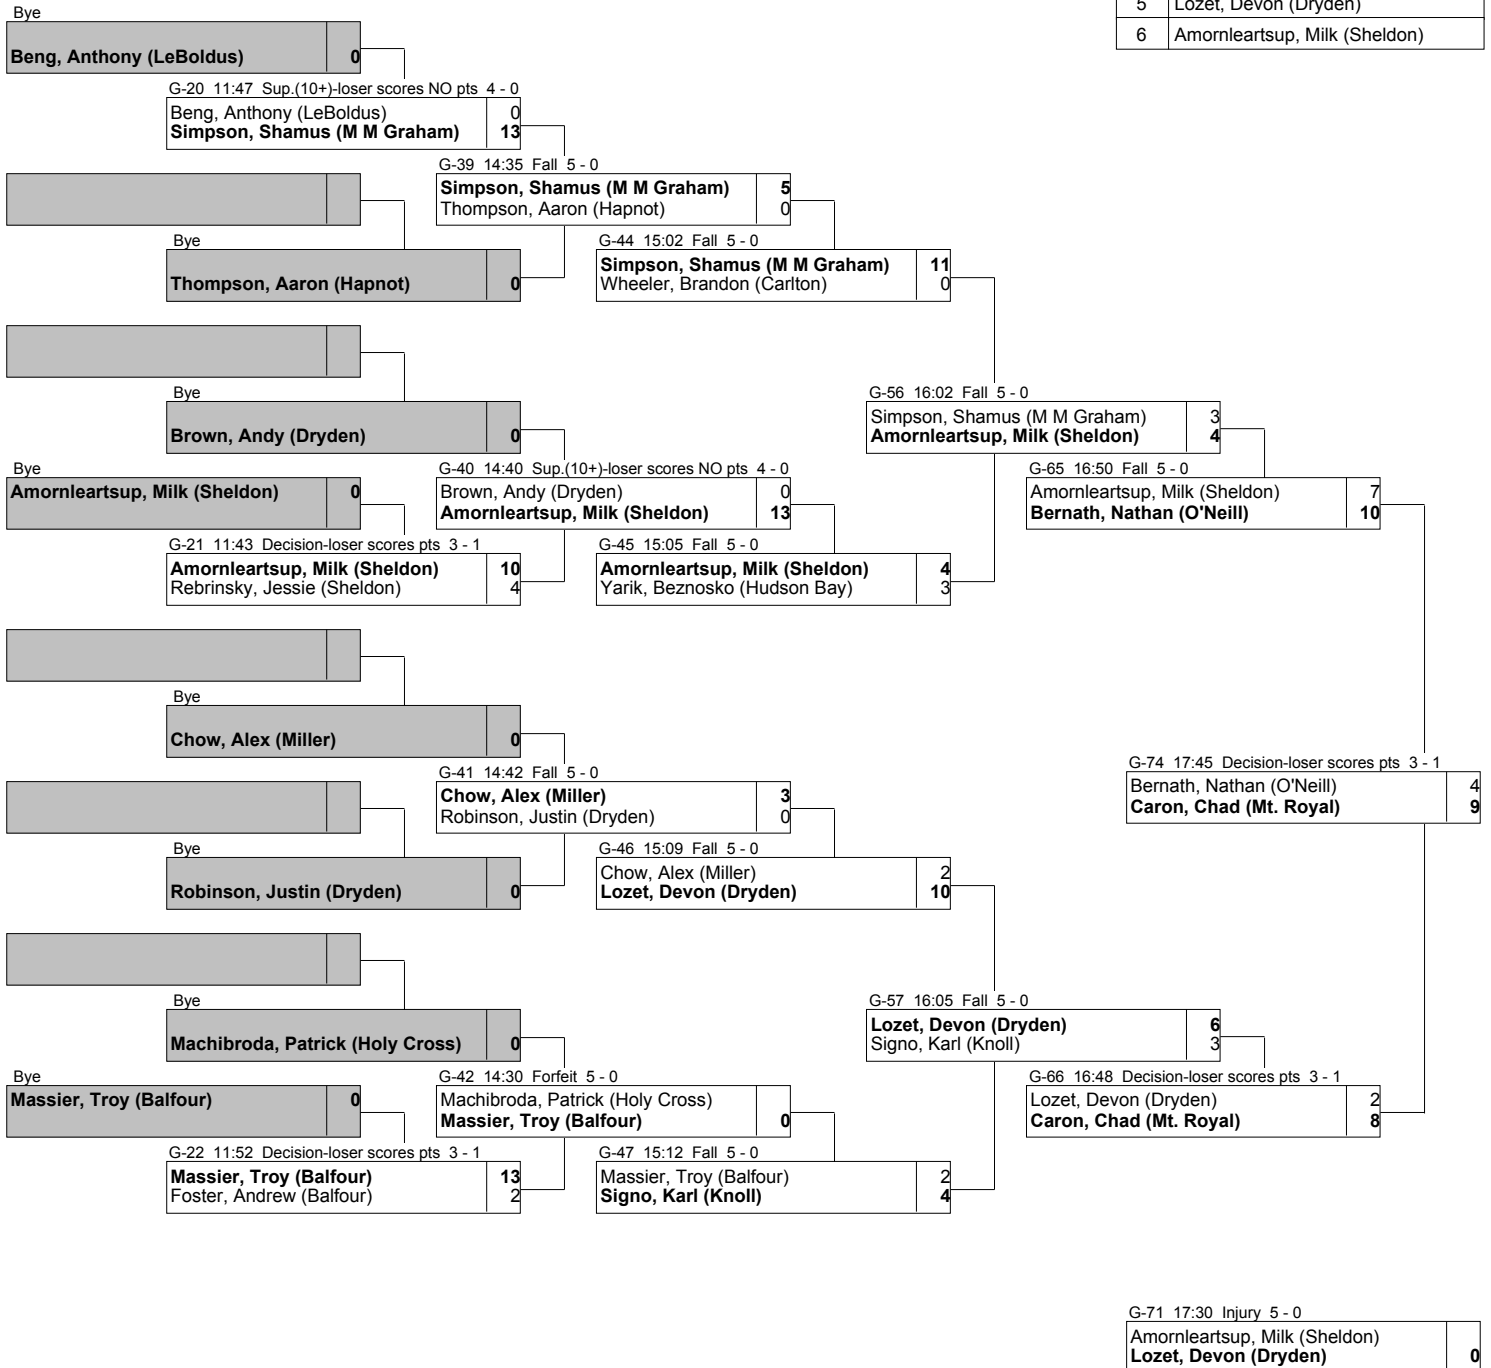 Bye
5 Lozet, Devon (Dryden)
6 Amornleartsup, Milk (Sheldon)
Beng, Anthony (LeBoldus) 0
G-20 11:47 Sup.(10+)-loser scores NO pts 4 - 0
Beng, Anthony (LeBoldus) 0
Simpson, Shamus (M M Graham) 13
G-39 14:35 Fall 5 - 0
Simpson, Shamus (M M Graham) 5
Thompson, Aaron (Hapnot) 0
Bye
Thompson, Aaron (Hapnot) 0
G-44 15:02 Fall 5 - 0
Simpson, Shamus (M M Graham) 11
Wheeler, Brandon (Carlton) 0
Bye
Brown, Andy (Dryden) 0
G-56 16:02 Fall 5 - 0
Simpson, Shamus (M M Graham) 3
Amornleartsup, Milk (Sheldon) 4
Bye
Amornleartsup, Milk (Sheldon) 0
G-40 14:40 Sup.(10+)-loser scores NO pts 4 - 0
Brown, Andy (Dryden) 0
Amornleartsup, Milk (Sheldon) 13
G-65 16:50 Fall 5 - 0
Amornleartsup, Milk (Sheldon) 7
Bernath, Nathan (O'Neill) 10
G-21 11:43 Decision-loser scores pts 3 - 1
Amornleartsup, Milk (Sheldon) 10
Rebrinsky, Jessie (Sheldon) 4
G-45 15:05 Fall 5 - 0
Amornleartsup, Milk (Sheldon) 4
Yarik, Beznosko (Hudson Bay) 3
Bye
Chow, Alex (Miller) 0
G-41 14:42 Fall 5 - 0
Chow, Alex (Miller) 3
Robinson, Justin (Dryden) 0
G-74 17:45 Decision-loser scores pts 3 - 1
Bernath, Nathan (O'Neill) 4
Caron, Chad (Mt. Royal) 9
Bye
Robinson, Justin (Dryden) 0
G-46 15:09 Fall 5 - 0
Chow, Alex (Miller) 2
Lozet, Devon (Dryden) 10
Bye
Machibroda, Patrick (Holy Cross) 0
G-57 16:05 Fall 5 - 0
Lozet, Devon (Dryden) 6
Signo, Karl (Knoll) 3
Bye
Massier, Troy (Balfour) 0
G-42 14:30 Forfeit 5 - 0
Machibroda, Patrick (Holy Cross)
Massier, Troy (Balfour) 0
G-66 16:48 Decision-loser scores pts 3 - 1
Lozet, Devon (Dryden) 2
Caron, Chad (Mt. Royal) 8
G-22 11:52 Decision-loser scores pts 3 - 1
Massier, Troy (Balfour) 13
Foster, Andrew (Balfour) 2
G-47 15:12 Fall 5 - 0
Massier, Troy (Balfour) 2
Signo, Karl (Knoll) 4
G-71 17:30 Injury 5 - 0
Amornleartsup, Milk (Sheldon)
Lozet, Devon (Dryden) 0